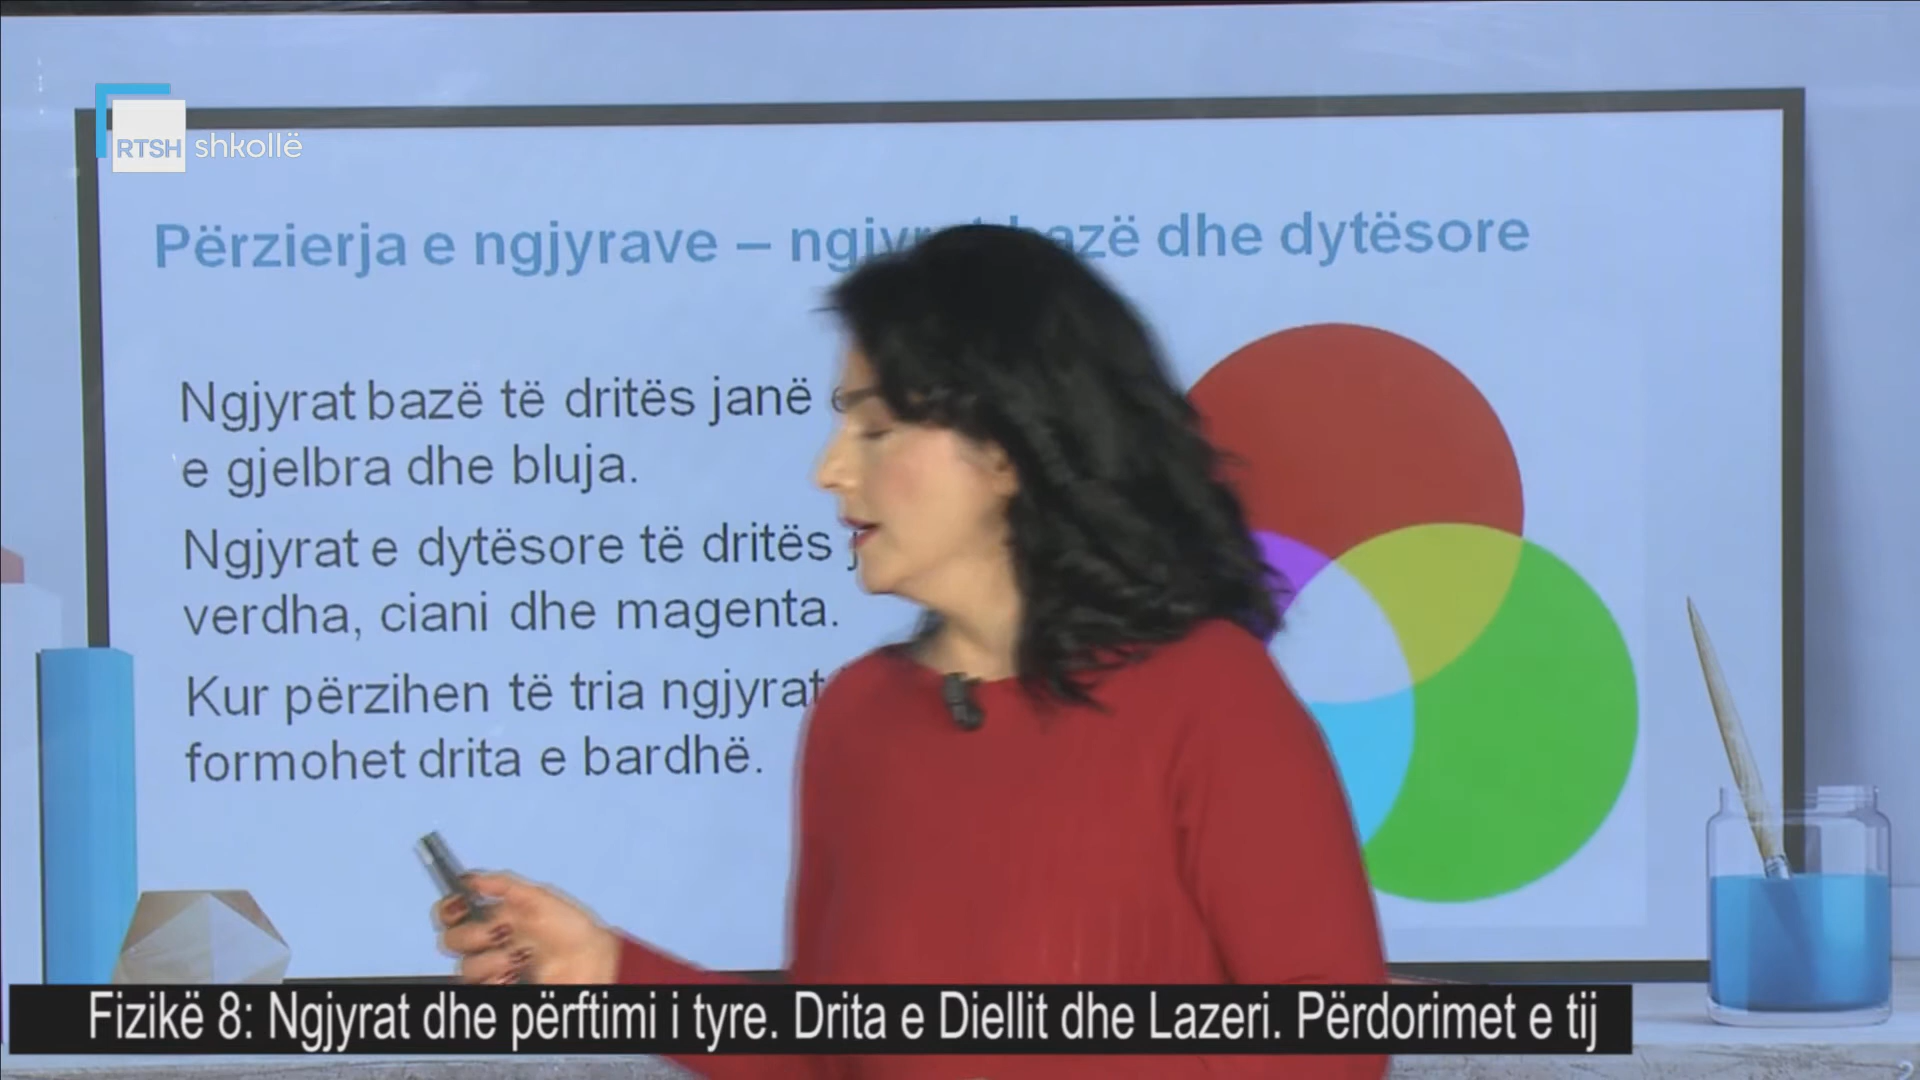 RTSH shkollë
Përzierja e ngjyrave – dhe dytësore
Ngjyrat bazë të dritës janë
e gjelbra dhe bluja.
Ngjyrat e dytësore të dritës
verdha, ciani dhe magenta.
Kur përzihen të tria ngjyrat
formohet drita e bardhë.
Fizikë 8: Ngjyrat dhe përftimi i tyre. Drita e Diellit dhe Lazeri. Përdorimet e tij